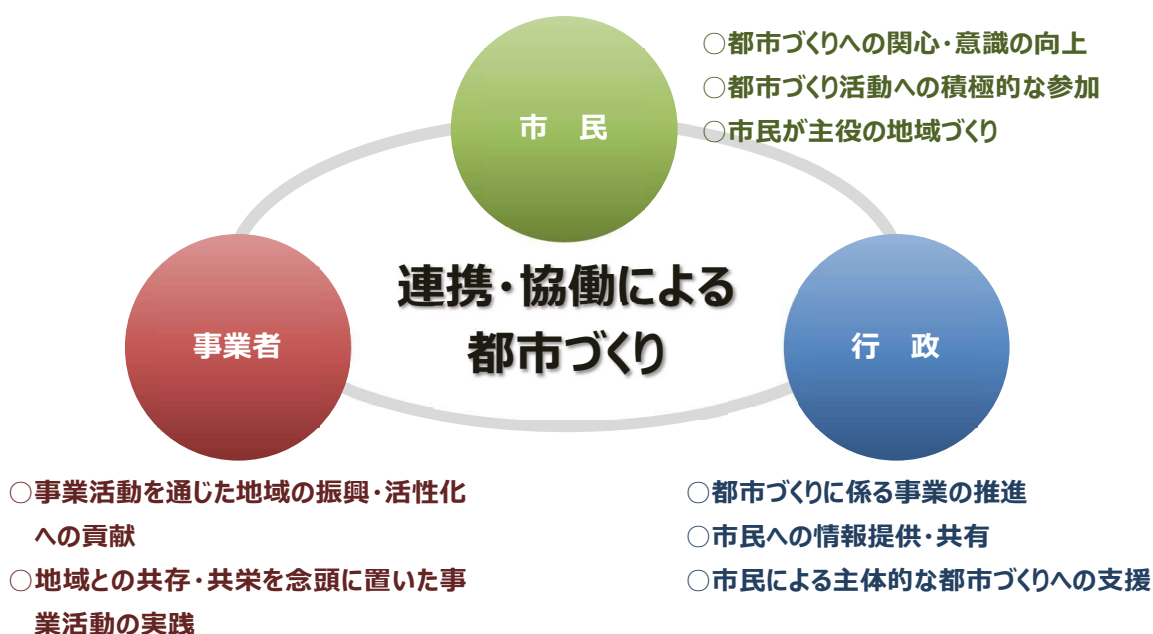 ○都市づくりへの関心・意識の向上
○都市づくり活動への積極的な参加
○市民が主役の地域づくり
市　民
連携・協働による
都市づくり
事業者
行　政
○事業活動を通じた地域の振興・活性化
への貢献
○地域との共存・共栄を念頭に置いた事
業活動の実践
○都市づくりに係る事業の推進
○市民への情報提供・共有
○市民による主体的な都市づくりへの支援